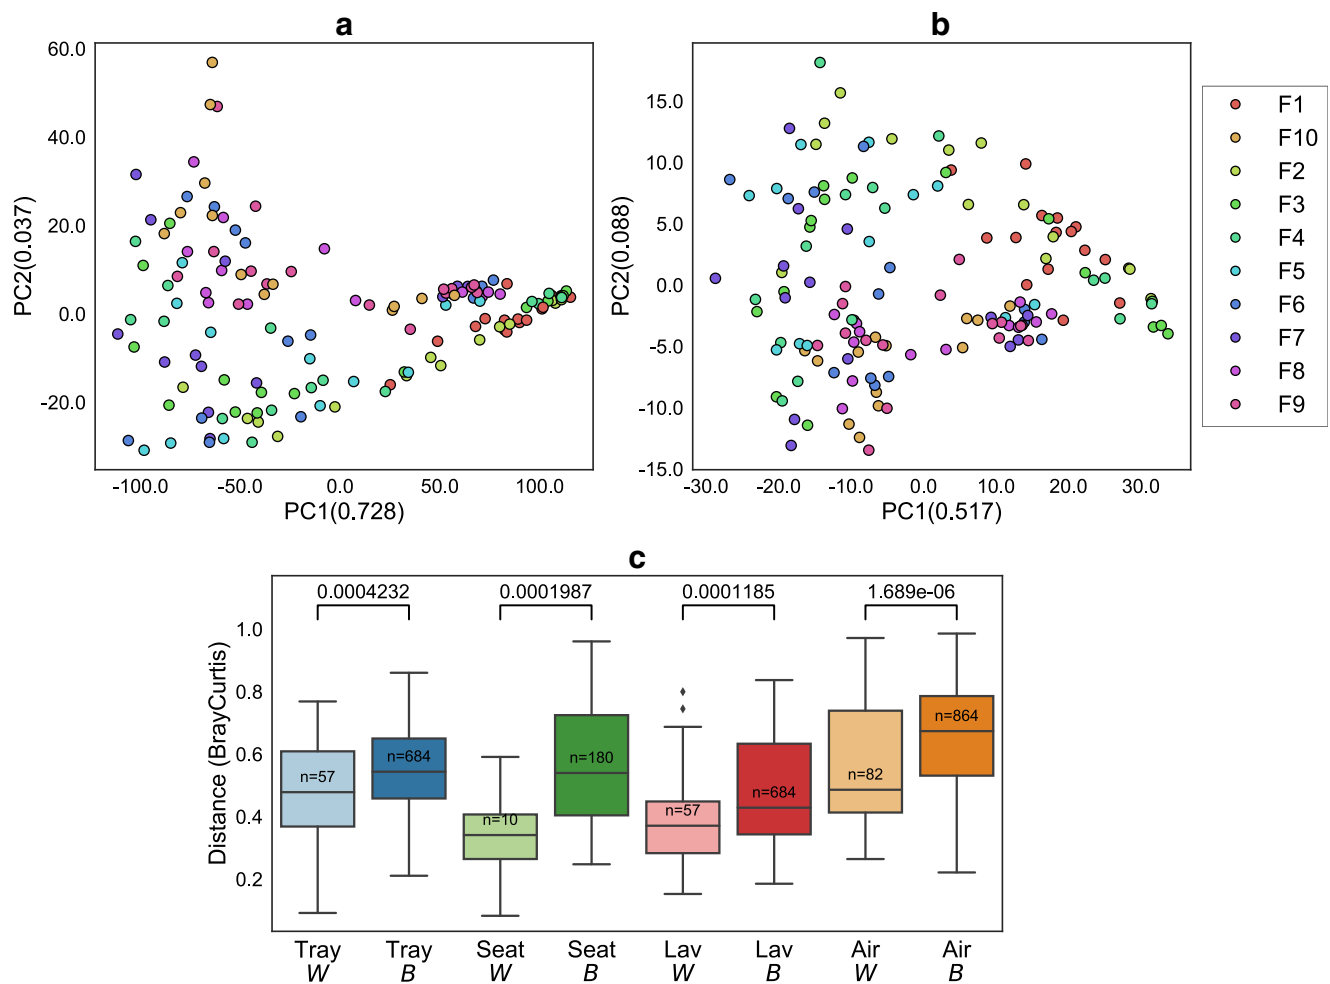 a
60.0
40.0
20.0
0.0
-20.0
PC2(0.037)
-100.0 -50.0 0.0 50.0 100.0
PC1(0.728)
b
15.0
10.0
5.0
0.0
-5.0
-10.0
-15.0
PC2(0.088)
-30.0 -20.0 -10.0 0.0 10.0 20.0 30.0
PC1(0.517)
F1
F10
F2
F3
F4
F5
F6
F7
F8
F9
c
0.0004232 0.0001987 0.0001185 1.689e-06
1.0
0.8
0.6
0.4
0.2
Distance (BrayCurtis)
n=57 n=684 n=10 n=180 n=57 n=684 n=82 n=864
Tray Tray Seat Seat Lav Lav Air Air
W B W B W B W B